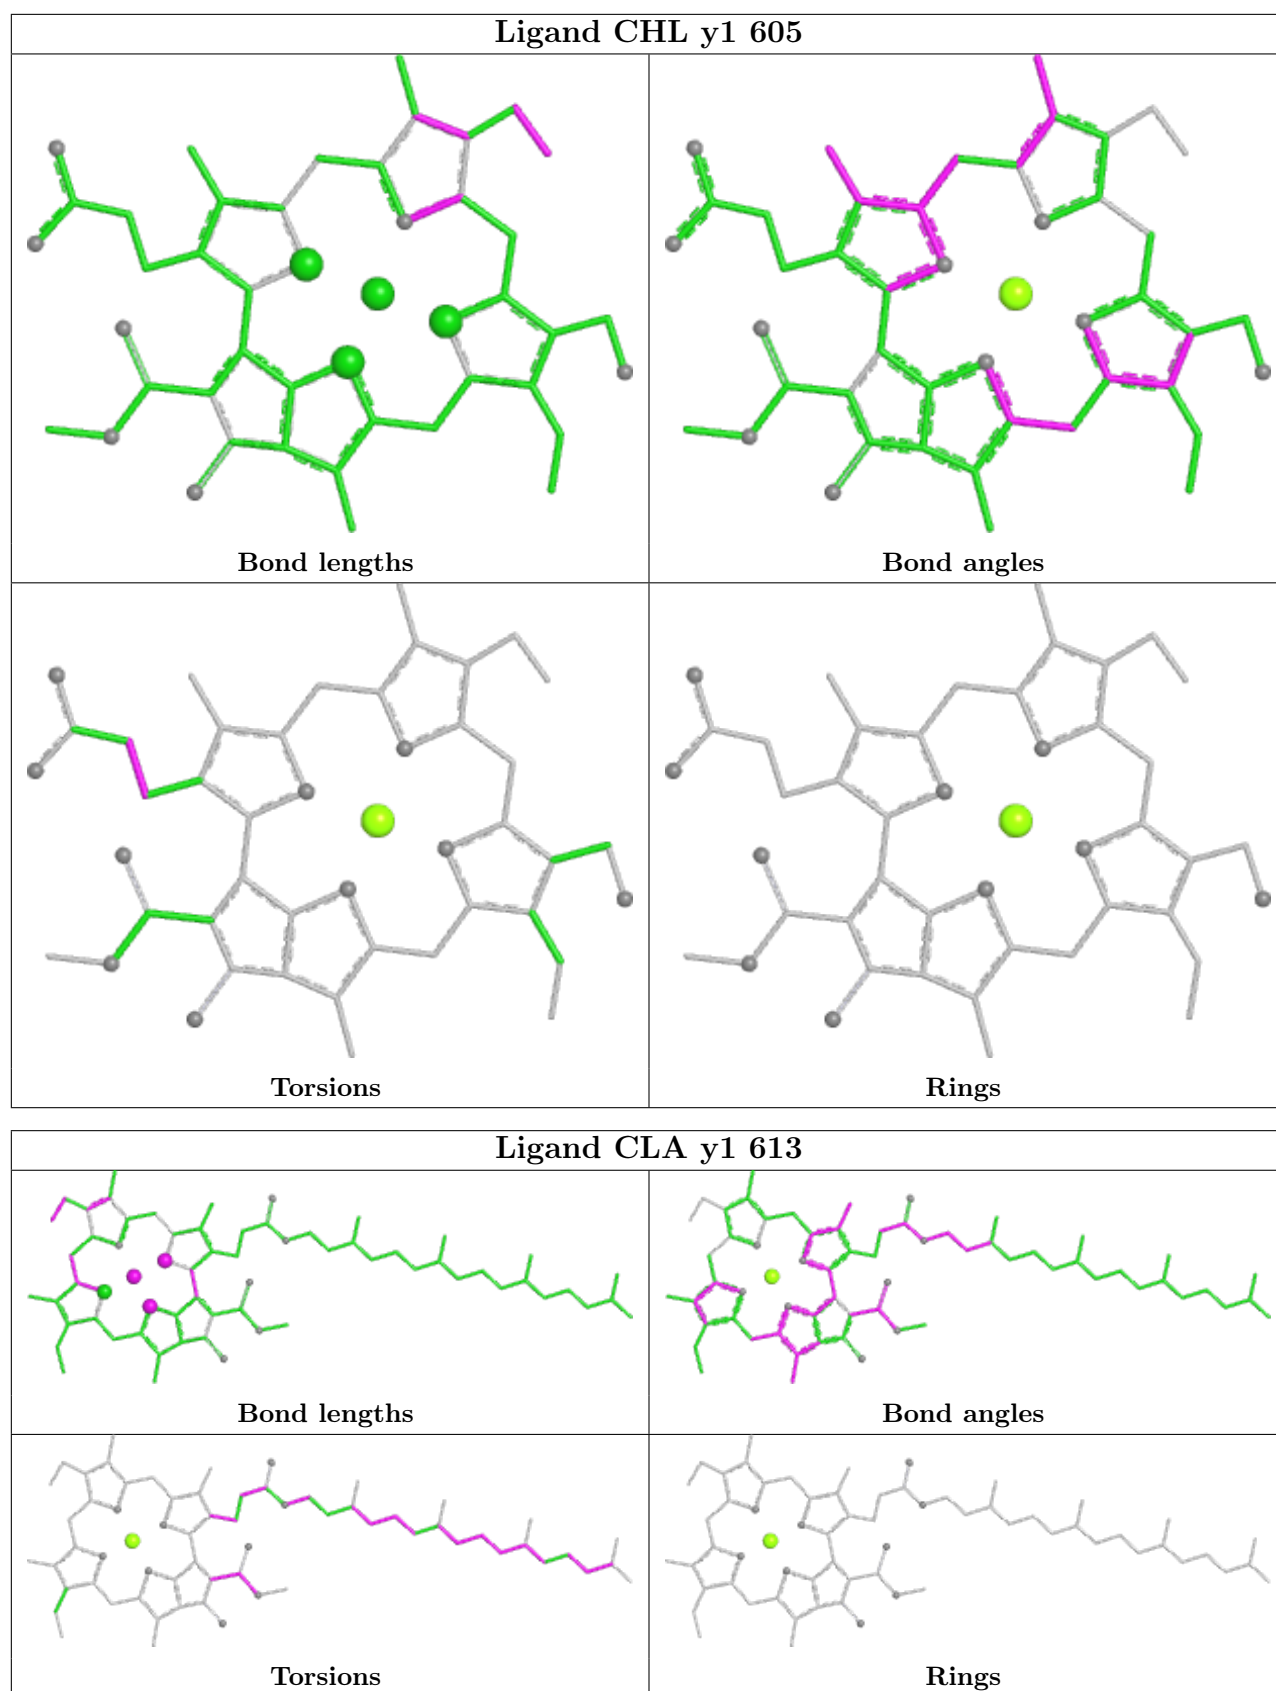 Ligand CHL y1 605
Bond lengths
Bond angles
Torsions
Rings
Ligand CLA y1 613
Bond lengths
Bond angles
Torsions
Rings